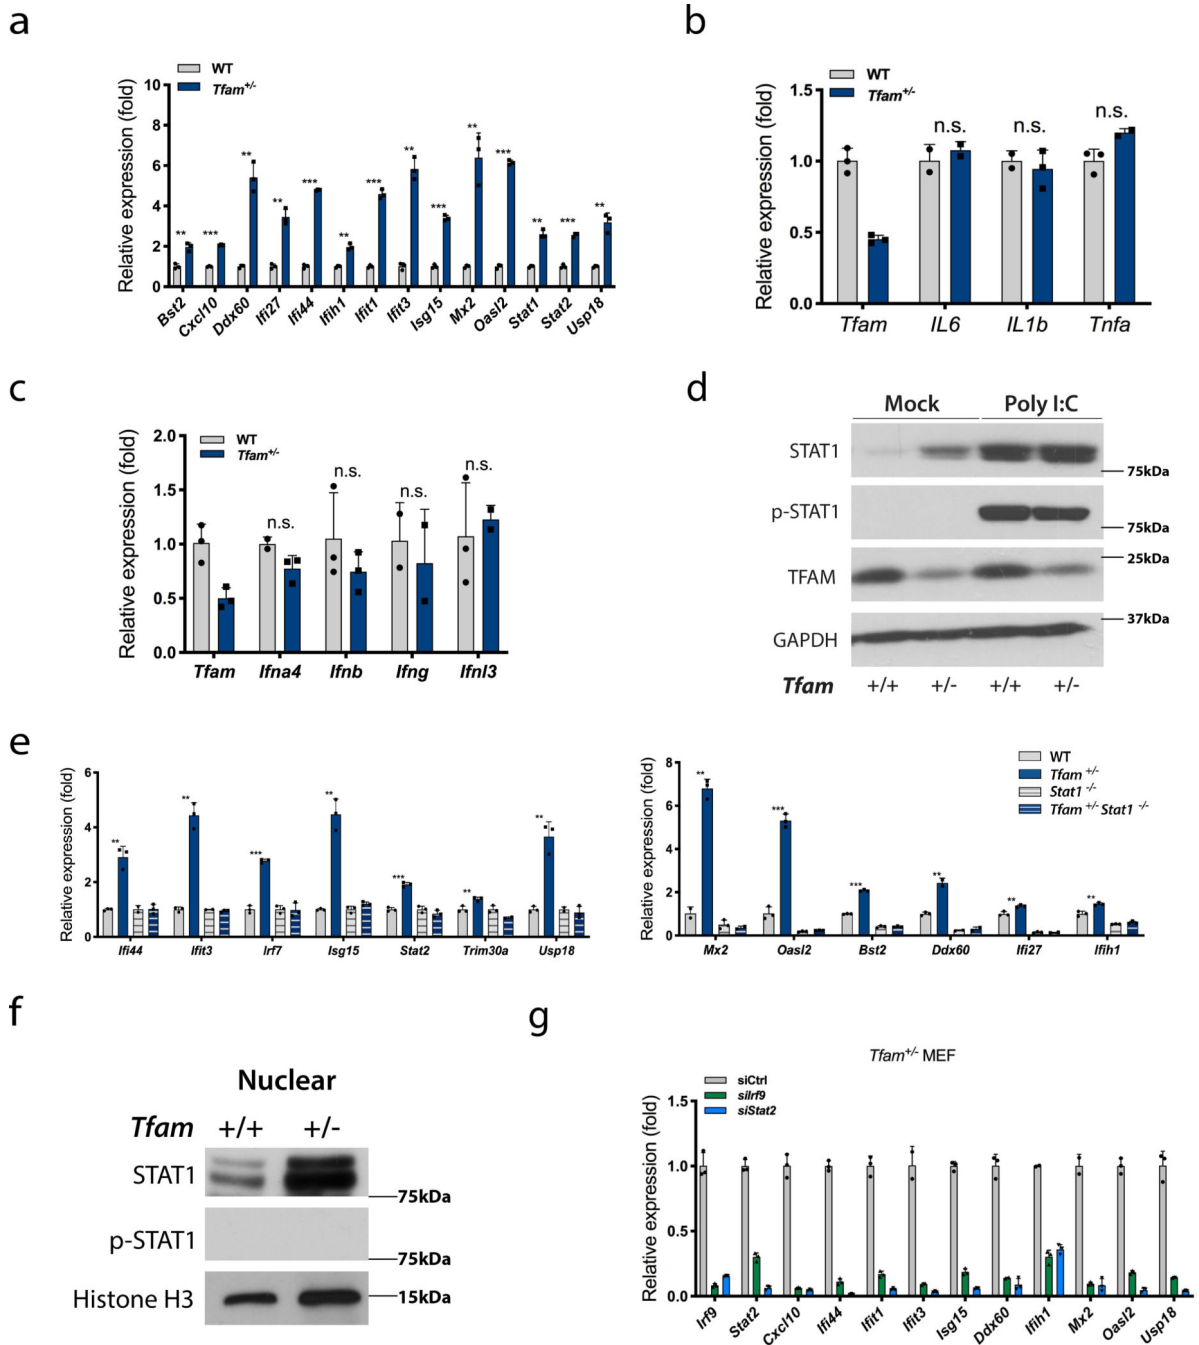 a
WT
Tfam+/-
Relative expression (fold)
10
8
6
4
2
0
** *** ** ** *** ** *** ** *** ** *** ** *** **
Bst2 Cxcl10 Ddx60 Ifi27 Ifi44 Ifih1 Ifit1 Ifit3 Isg15 Mx2 Oasl2 Stat1 Stat2 Usp18
b
WT
Tfam+/-
Relative expression (fold)
1.5
1.0
0.5
0.0
n.s. n.s. n.s.
Tfam IL6 IL1b Tnfa
c
WT
Tfam+/-
Relative expression (fold)
2.0
1.5
1.0
0.5
0.0
n.s. n.s. n.s. n.s.
Tfam Ifna4 Ifnb Ifng Ifnl3
d
Mock Poly I:C
STAT1
75kDa
p-STAT1
75kDa
TFAM
25kDa
GAPDH
37kDa
Tfam +/+ +/- +/+ +/-
e
Relative expression (fold)
6
4
2
0
** ** *** ** *** ** **
Ifi44 Ifit3 Irf7 Isg15 Stat2 Trim30a Usp18
WT
Tfam +/-
Stat1 -/-
Tfam +/- Stat1 -/-
Relative expression (fold)
8
6
4
2
0
** *** *** ** ** **
Mx2 Oasl2 Bst2 Ddx60 Ifi27 Ifih1
f
Nuclear
Tfam +/+ +/-
STAT1
75kDa
p-STAT1
75kDa
Histone H3
15kDa
g
Tfam+/- MEF
siCtrl
siIrf9
siStat2
Relative expression (fold)
1.5
1.0
0.5
0.0
Irf9 Stat2 Cxcl10 Ifi44 Ifit1 Ifit3 Isg15 Ddx60 Ifih1 Mx2 Oasl2 Usp18